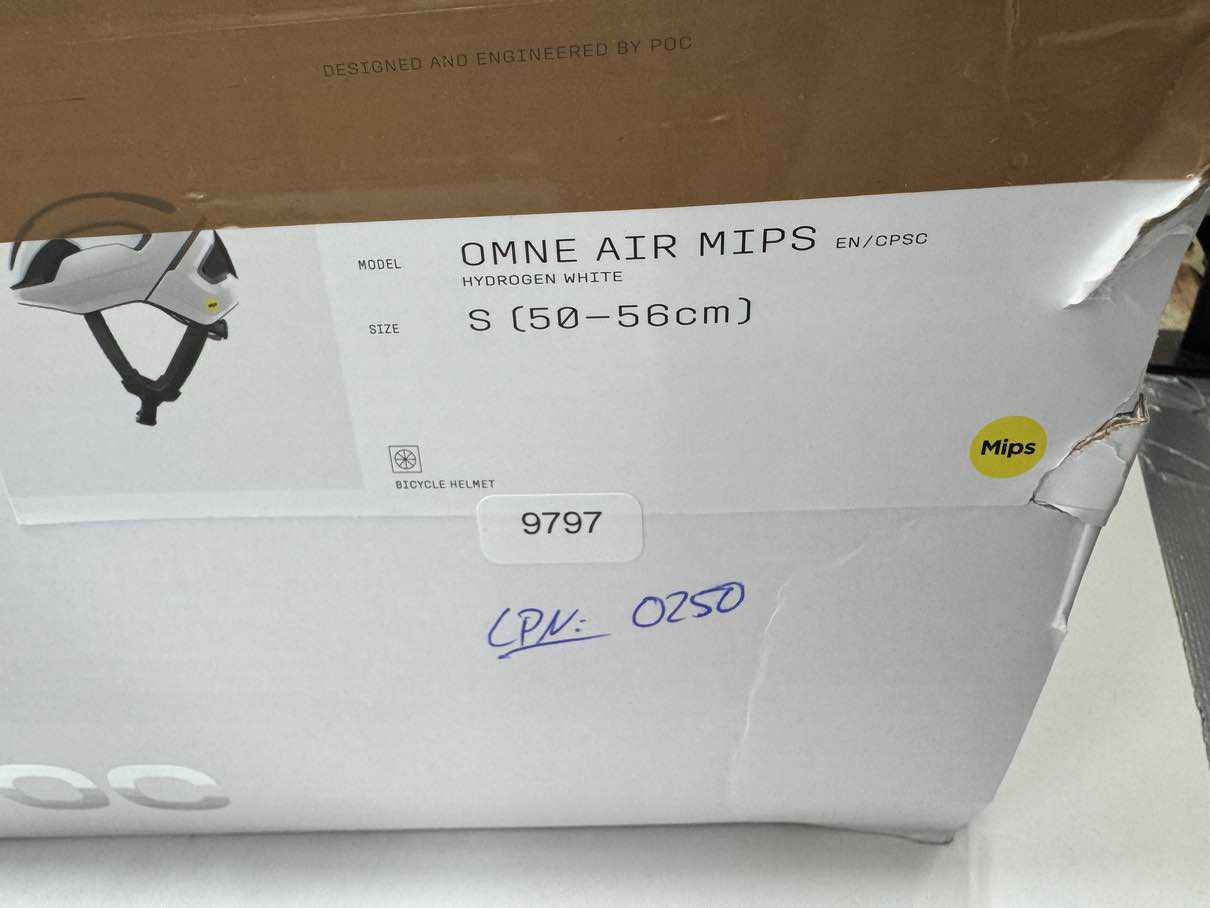 DESIGNED AND ENGINEERED BY POC
MODEL OMNE AIR MIPS EN/CPSC
HYDROGEN WHITE
SIZE S (50–56cm)
Mips
BICYCLE HELMET
9797
LPN: 0250